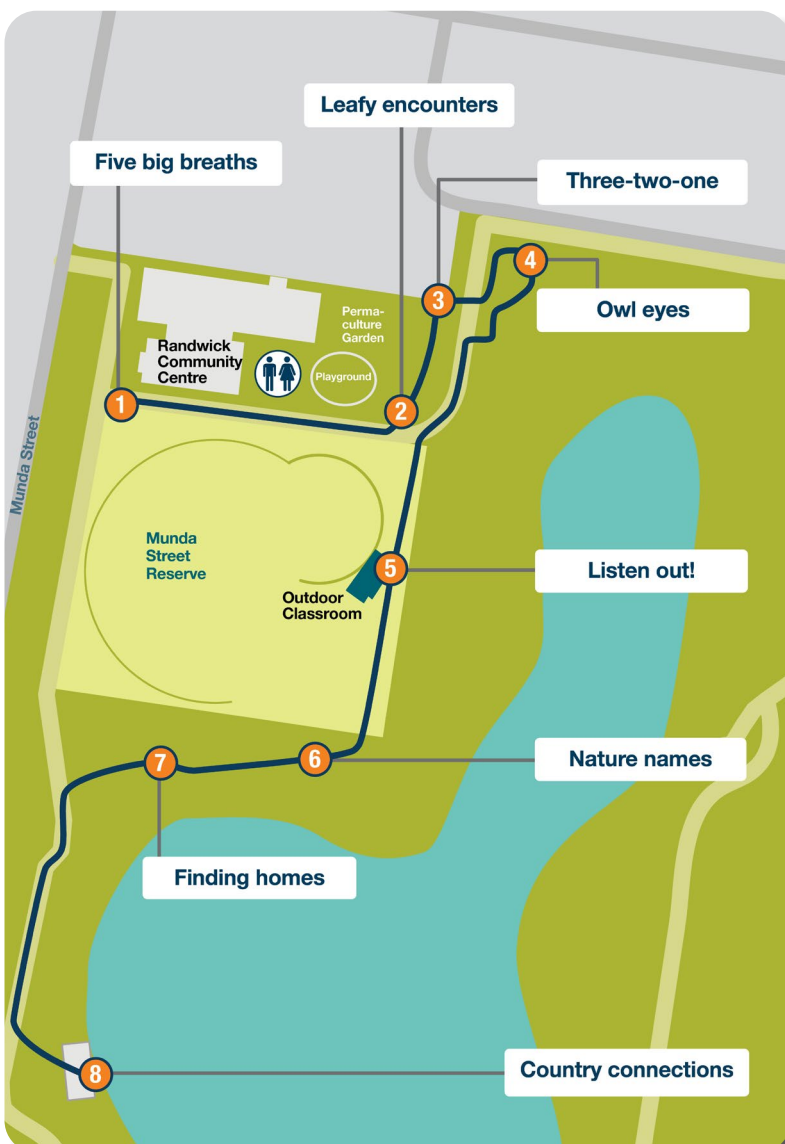 Leafy encounters
Five big breaths
Three-two-one
4
Owl eyes
3
Perma-
culture
Garden
Randwick
Community
Centre
Playground
1
2
Munda Street
Munda
Street
Reserve
5
Listen out!
Outdoor
Classroom
7
6
Nature names
Finding homes
8
Country connections